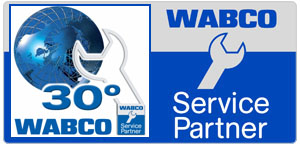 30°
WABCO
WABCO
Service
Partner
WABCO
Service
Partner